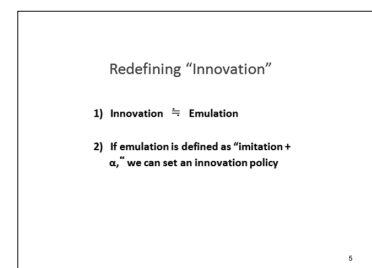 Redefining “Innovation”
1) Innovation ≒ Emulation
2) If emulation is defined as “imitation +
α,“ we can set an innovation policy
5